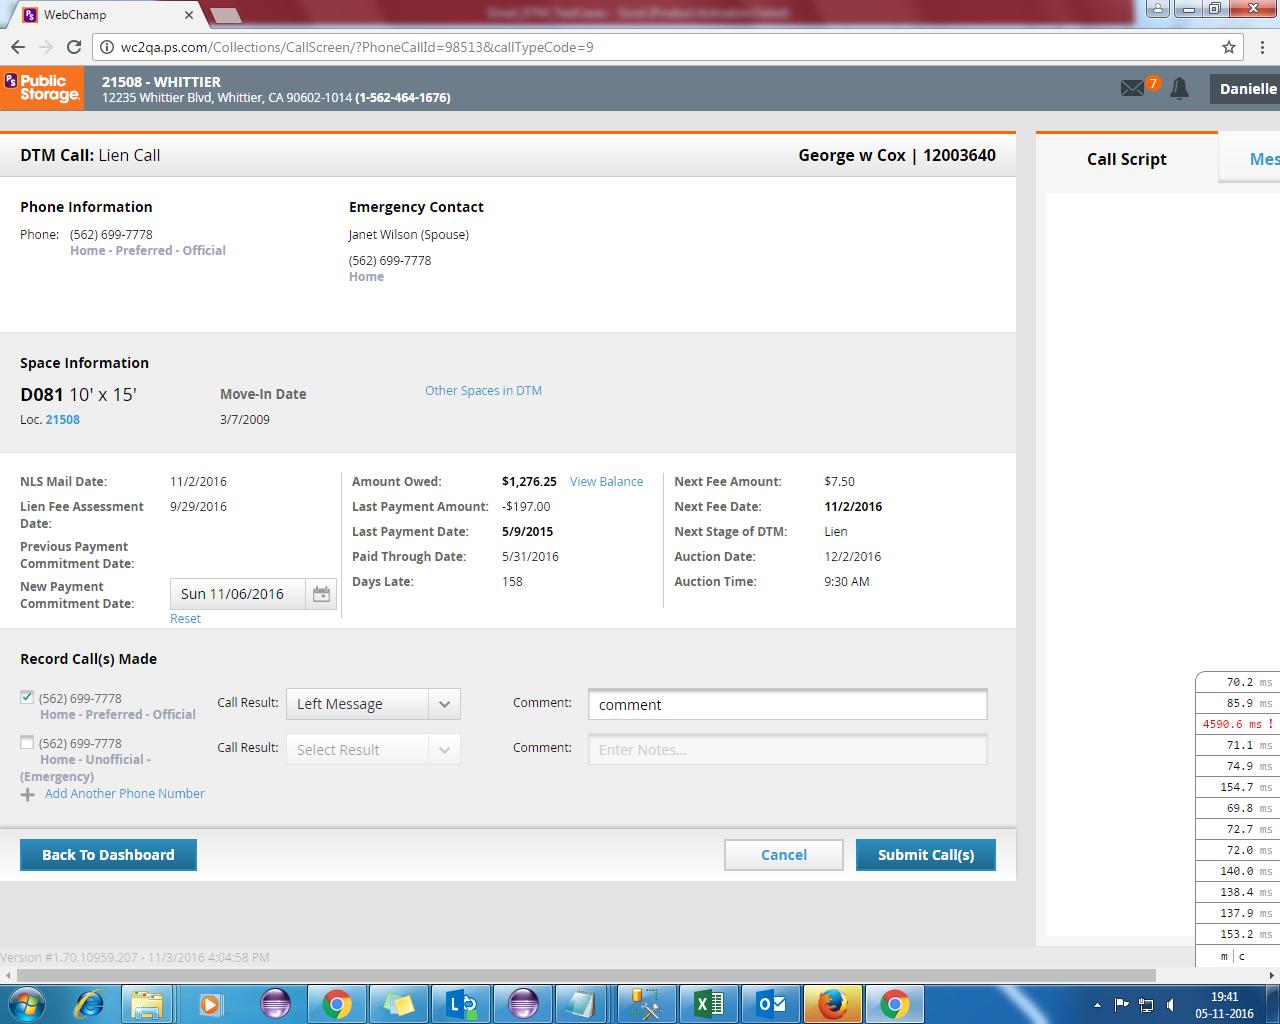 WebChamp
wc2qa.ps.com/Collections/CallScreen/?PhoneCallId=98513&callTypeCode=9
PS Public Storage.
21508 - WHITTIER
12235 Whittier Blvd, Whittier, CA 90602-1014 (1-562-464-1676)
7
Danielle
DTM Call: Lien Call
George w Cox | 12003640
Call Script
Mes
Phone Information
Emergency Contact
Phone: (562) 699-7778
Home - Preferred - Official
Janet Wilson (Spouse)
(562) 699-7778
Home
Space Information
D081 10' x 15'
Loc. 21508
Move-In Date
3/7/2009
Other Spaces in DTM
NLS Mail Date: 11/2/2016
Lien Fee Assessment Date: 9/29/2016
Previous Payment Commitment Date:
New Payment Commitment Date: Sun 11/06/2016
Reset
Amount Owed: $1,276.25 View Balance
Last Payment Amount: -$197.00
Last Payment Date: 5/9/2015
Paid Through Date: 5/31/2016
Days Late: 158
Next Fee Amount: $7.50
Next Fee Date: 11/2/2016
Next Stage of DTM: Lien
Auction Date: 12/2/2016
Auction Time: 9:30 AM
Record Call(s) Made
(562) 699-7778
Home - Preferred - Official
Call Result: Left Message
Comment: comment
(562) 699-7778
Home - Unofficial -
(Emergency)
Call Result: Select Result
Comment: Enter Notes...
Add Another Phone Number
Back To Dashboard
Cancel
Submit Call(s)
70.2 ms
85.9 ms
4590.6 ms !
71.1 ms
74.9 ms
154.7 ms
69.8 ms
72.7 ms
72.0 ms
140.0 ms
138.4 ms
137.9 ms
153.2 ms
m | c
Version #1.70.10959.207 - 11/3/2016 4:04:58 PM
19:41
05-11-2016